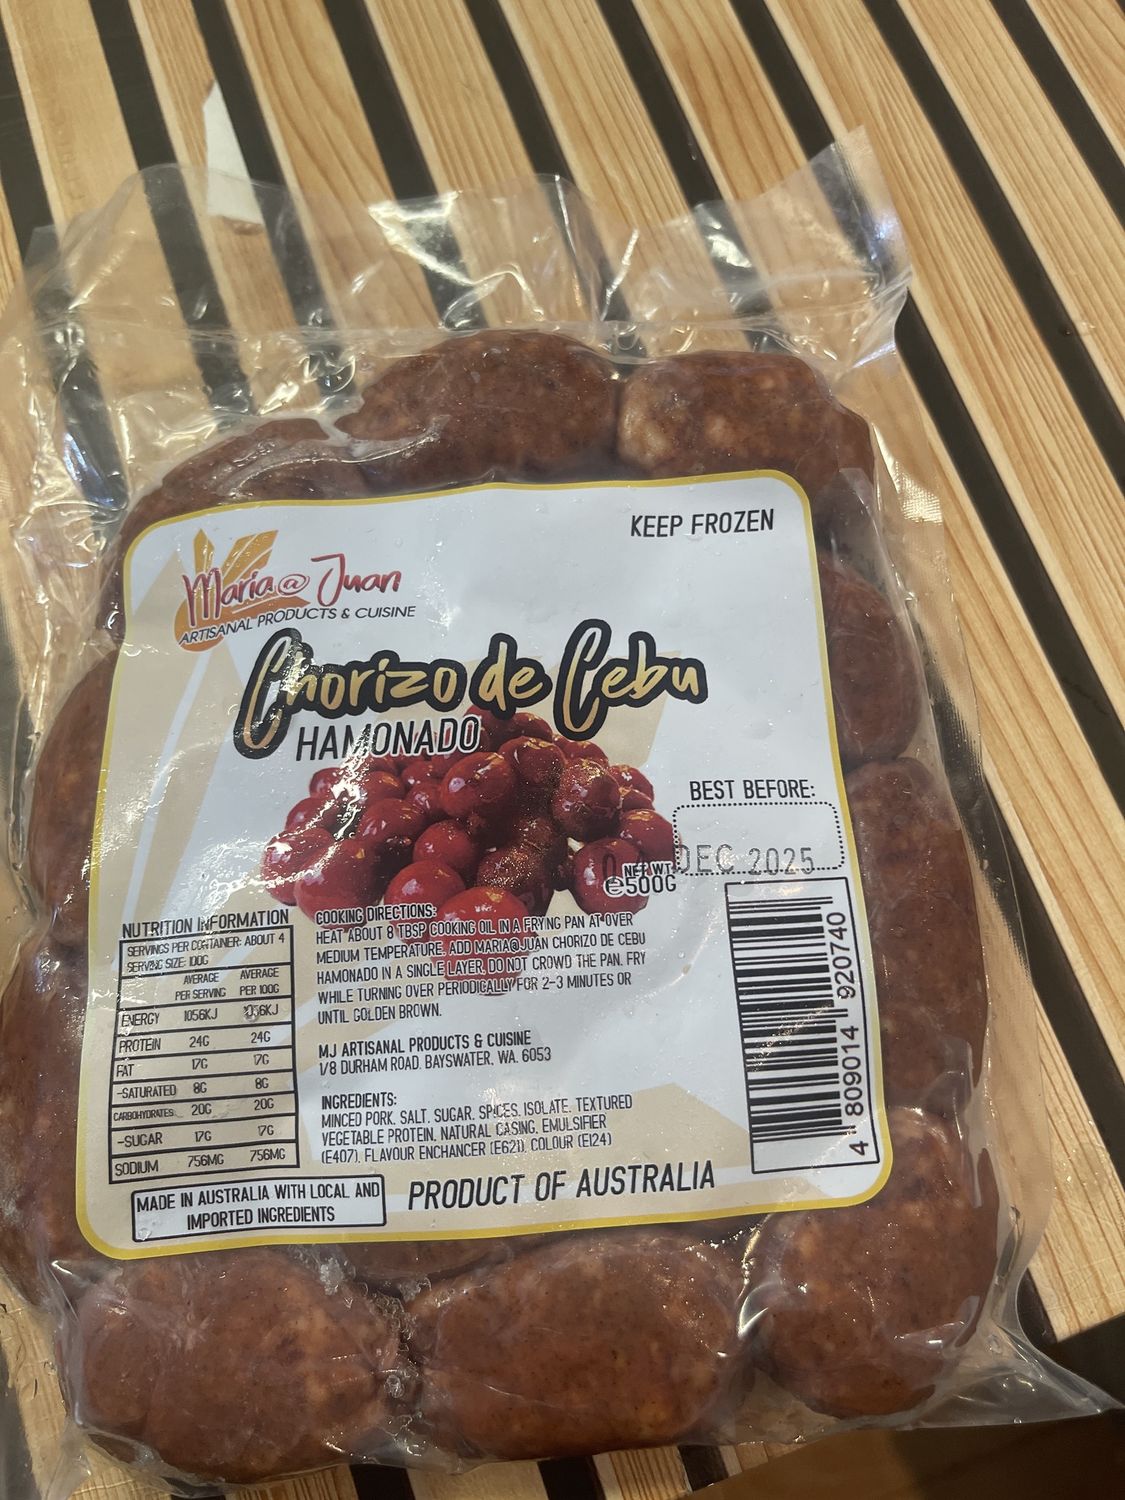 KEEP FROZEN
Maria@Juan
ARTISANAL PRODUCTS & CUISINE
Chorizo de Cebu
HAMONADO
BEST BEFORE:
DEC 2025
NET WT.
e500G
NUTRITION INFORMATION
SERVINGS PER CONTAINER: ABOUT 4
SERVING SIZE: 100G
AVERAGE PER SERVING AVERAGE PER 100G
ENERGY 1056KJ 1056KJ
PROTEIN 24G 24G
FAT 17G 17G
-SATURATED 8G 8G
CARBOHYDRATES 20G 20G
-SUGAR 17G 17G
SODIUM 756MG 756MG
MADE IN AUSTRALIA WITH LOCAL AND
IMPORTED INGREDIENTS
COOKING DIRECTIONS:
HEAT ABOUT 8 TBSP COOKING OIL IN A FRYING PAN AT OVER
MEDIUM TEMPERATURE. ADD MARIA@JUAN CHORIZO DE CEBU
HAMONADO IN A SINGLE LAYER, DO NOT CROWD THE PAN. FRY
WHILE TURNING OVER PERIODICALLY FOR 2-3 MINUTES OR
UNTIL GOLDEN BROWN.
MJ ARTISANAL PRODUCTS & CUISINE
1/8 DURHAM ROAD. BAYSWATER, WA. 6053
INGREDIENTS:
MINCED PORK, SALT, SUGAR, SPICES, ISOLATE, TEXTURED
VEGETABLE PROTEIN, NATURAL CASING, EMULSIFIER
(E407), FLAVOUR ENCHANCER (E621), COLOUR (E124)
PRODUCT OF AUSTRALIA
4 809014 920740